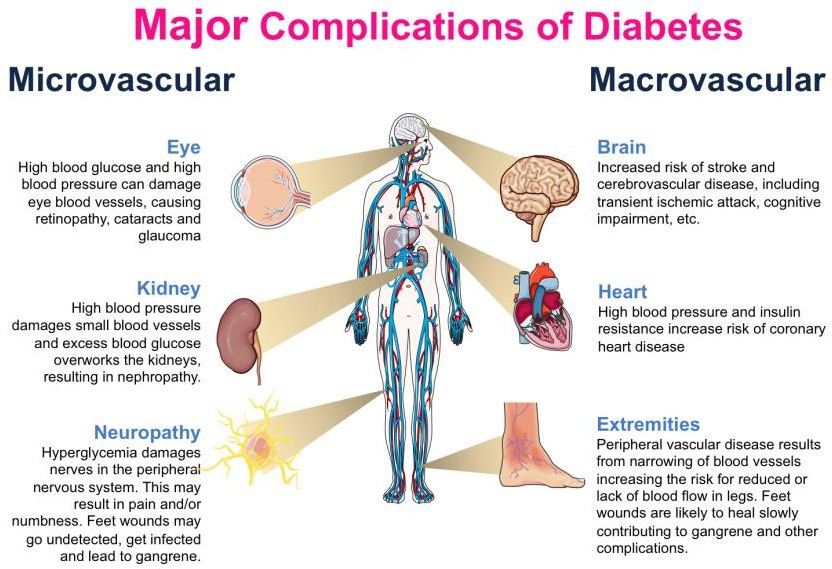 Major Complications of Diabetes
Microvascular
Macrovascular
Eye
High blood glucose and high
blood pressure can damage
eye blood vessels, causing
retinopathy, cataracts and
glaucoma
Kidney
High blood pressure
damages small blood vessels
and excess blood glucose
overworks the kidneys,
resulting in nephropathy.
Neuropathy
Hyperglycemia damages
nerves in the peripheral
nervous system. This may
result in pain and/or
numbness. Feet wounds may
go undetected, get infected
and lead to gangrene.
Brain
Increased risk of stroke and
cerebrovascular disease, including
transient ischemic attack, cognitive
impairment, etc.
Heart
High blood pressure and insulin
resistance increase risk of coronary
heart disease
Extremities
Peripheral vascular disease results
from narrowing of blood vessels
increasing the risk for reduced or
lack of blood flow in legs. Feet
wounds are likely to heal slowly
contributing to gangrene and other
complications.